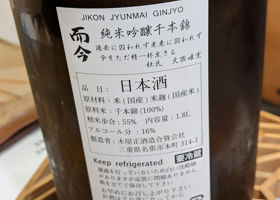 JIKON JYUNMAI GINJYO
而今
純米吟醸千本錦
過去に囚われず未来に囚われず
今をただ精一杯生きる
杜氏 大西唯克
品目：日本酒
原材料：米（国産）米麹（国産）
原料米：千本錦（100%）
精米歩合：55% 内容量：1.8L
アルコール分：16%
製造者：木屋正酒造合資会社
三重県名張市本町 314-1
Keep refrigerated
要冷蔵